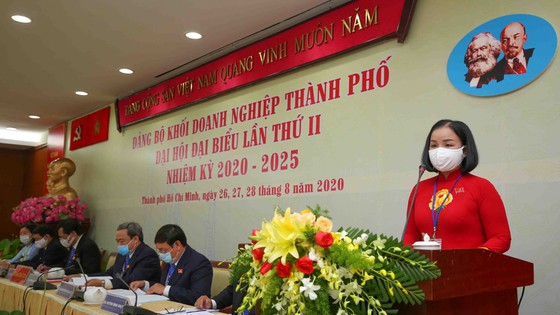 ĐẢNG CỘNG SẢN VIỆT NAM QUANG VINH MUÔN NĂM
ĐẢNG BỘ KHỐI DOANH NGHIỆP THÀNH PHỐ
ĐẠI HỘI ĐẠI BIỂU LẦN THỨ II
NHIỆM KỲ 2020 - 2025
Thành phố Hồ Chí Minh, ngày 26, 27, 28 tháng 8 năm 2020